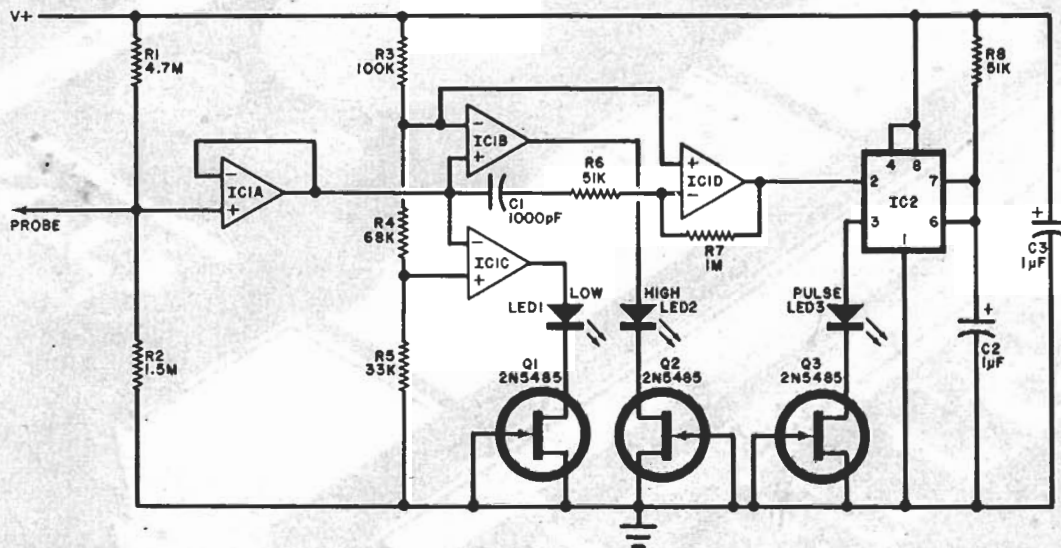 V+
R1
4.7M
R3
100K
R8
51K
-
+
IC1A
PROBE
-
+
IC1B
R6
51K
C1
1000pF
+
-
IC1D
R7
1M
R4
68K
-
+
IC1C
2
3
4
8
7
6
1
IC2
+
C3
1µF
LOW
LED1
HIGH
LED2
PULSE
LED3
+
C2
1µF
R2
1.5M
R5
33K
Q1
2N5485
Q2
2N5485
Q3
2N5485